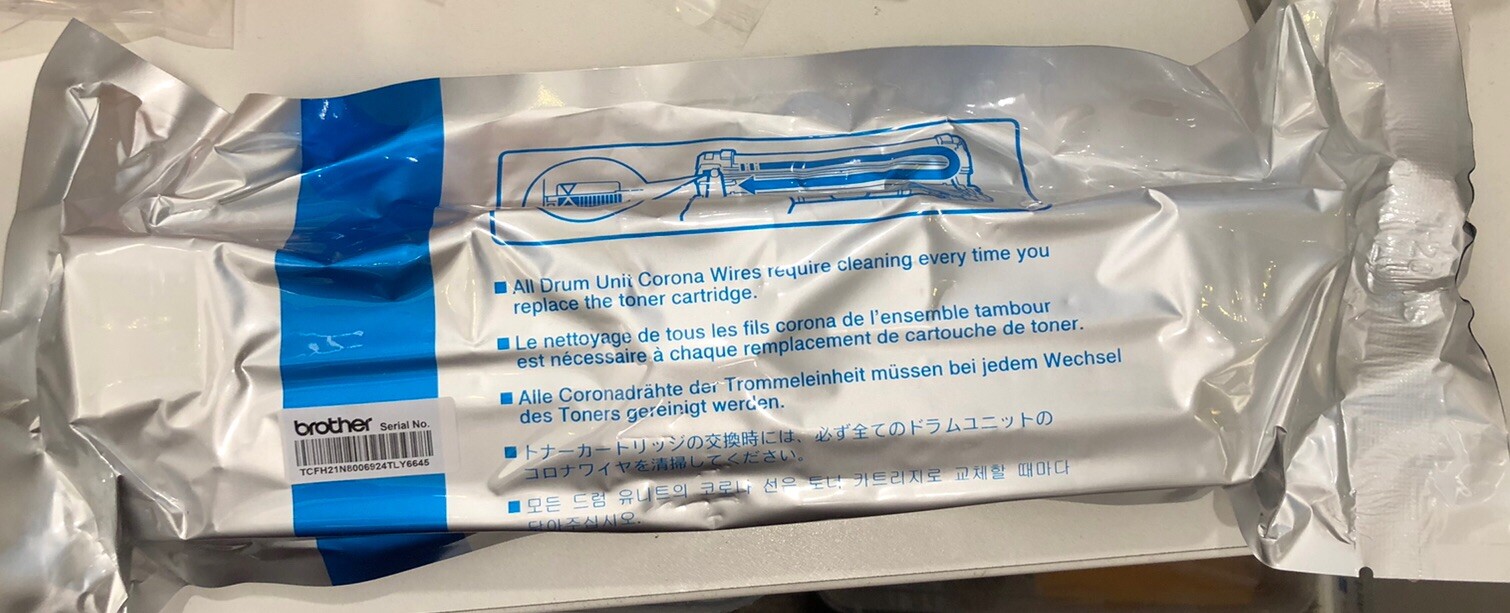 ■ All Drum Unit Corona Wires require cleaning every time you
replace the toner cartridge.
■ Le nettoyage de tous les fils corona de l'ensemble tambour
est nécessaire à chaque remplacement de cartouche de toner.
■ Alle Coronadrähte der Trommeleinheit müssen bei jedem Wechsel
des Toners gereinigt werden.
■ トナーカートリッジの交換時には、必ず全てのドラムユニットの
コロナワイヤを清掃してください。
■ 모든 드럼 유니트의 코로나 선은 토너 카트리지로 교체할 때마다
닦아주십시오.
brother Serial No.
TCFH21N8006924TLY6645